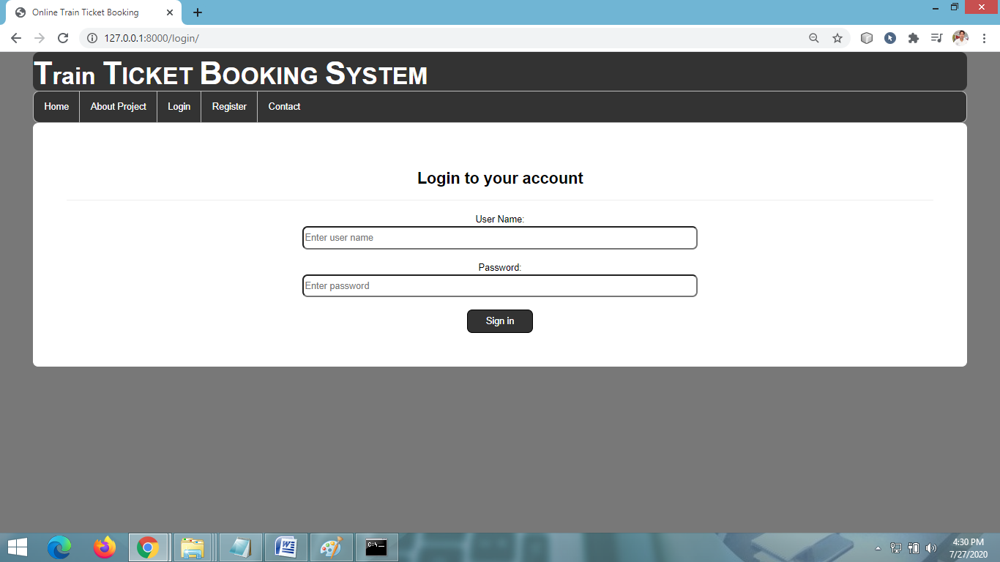 Online Train Ticket Booking
127.0.0.1:8000/login/
Train TICKET BOOKING SYSTEM
Home About Project Login Register Contact
Login to your account
User Name:
Enter user name
Password:
Enter password
Sign in
C:\
4:30 PM
7/27/2020